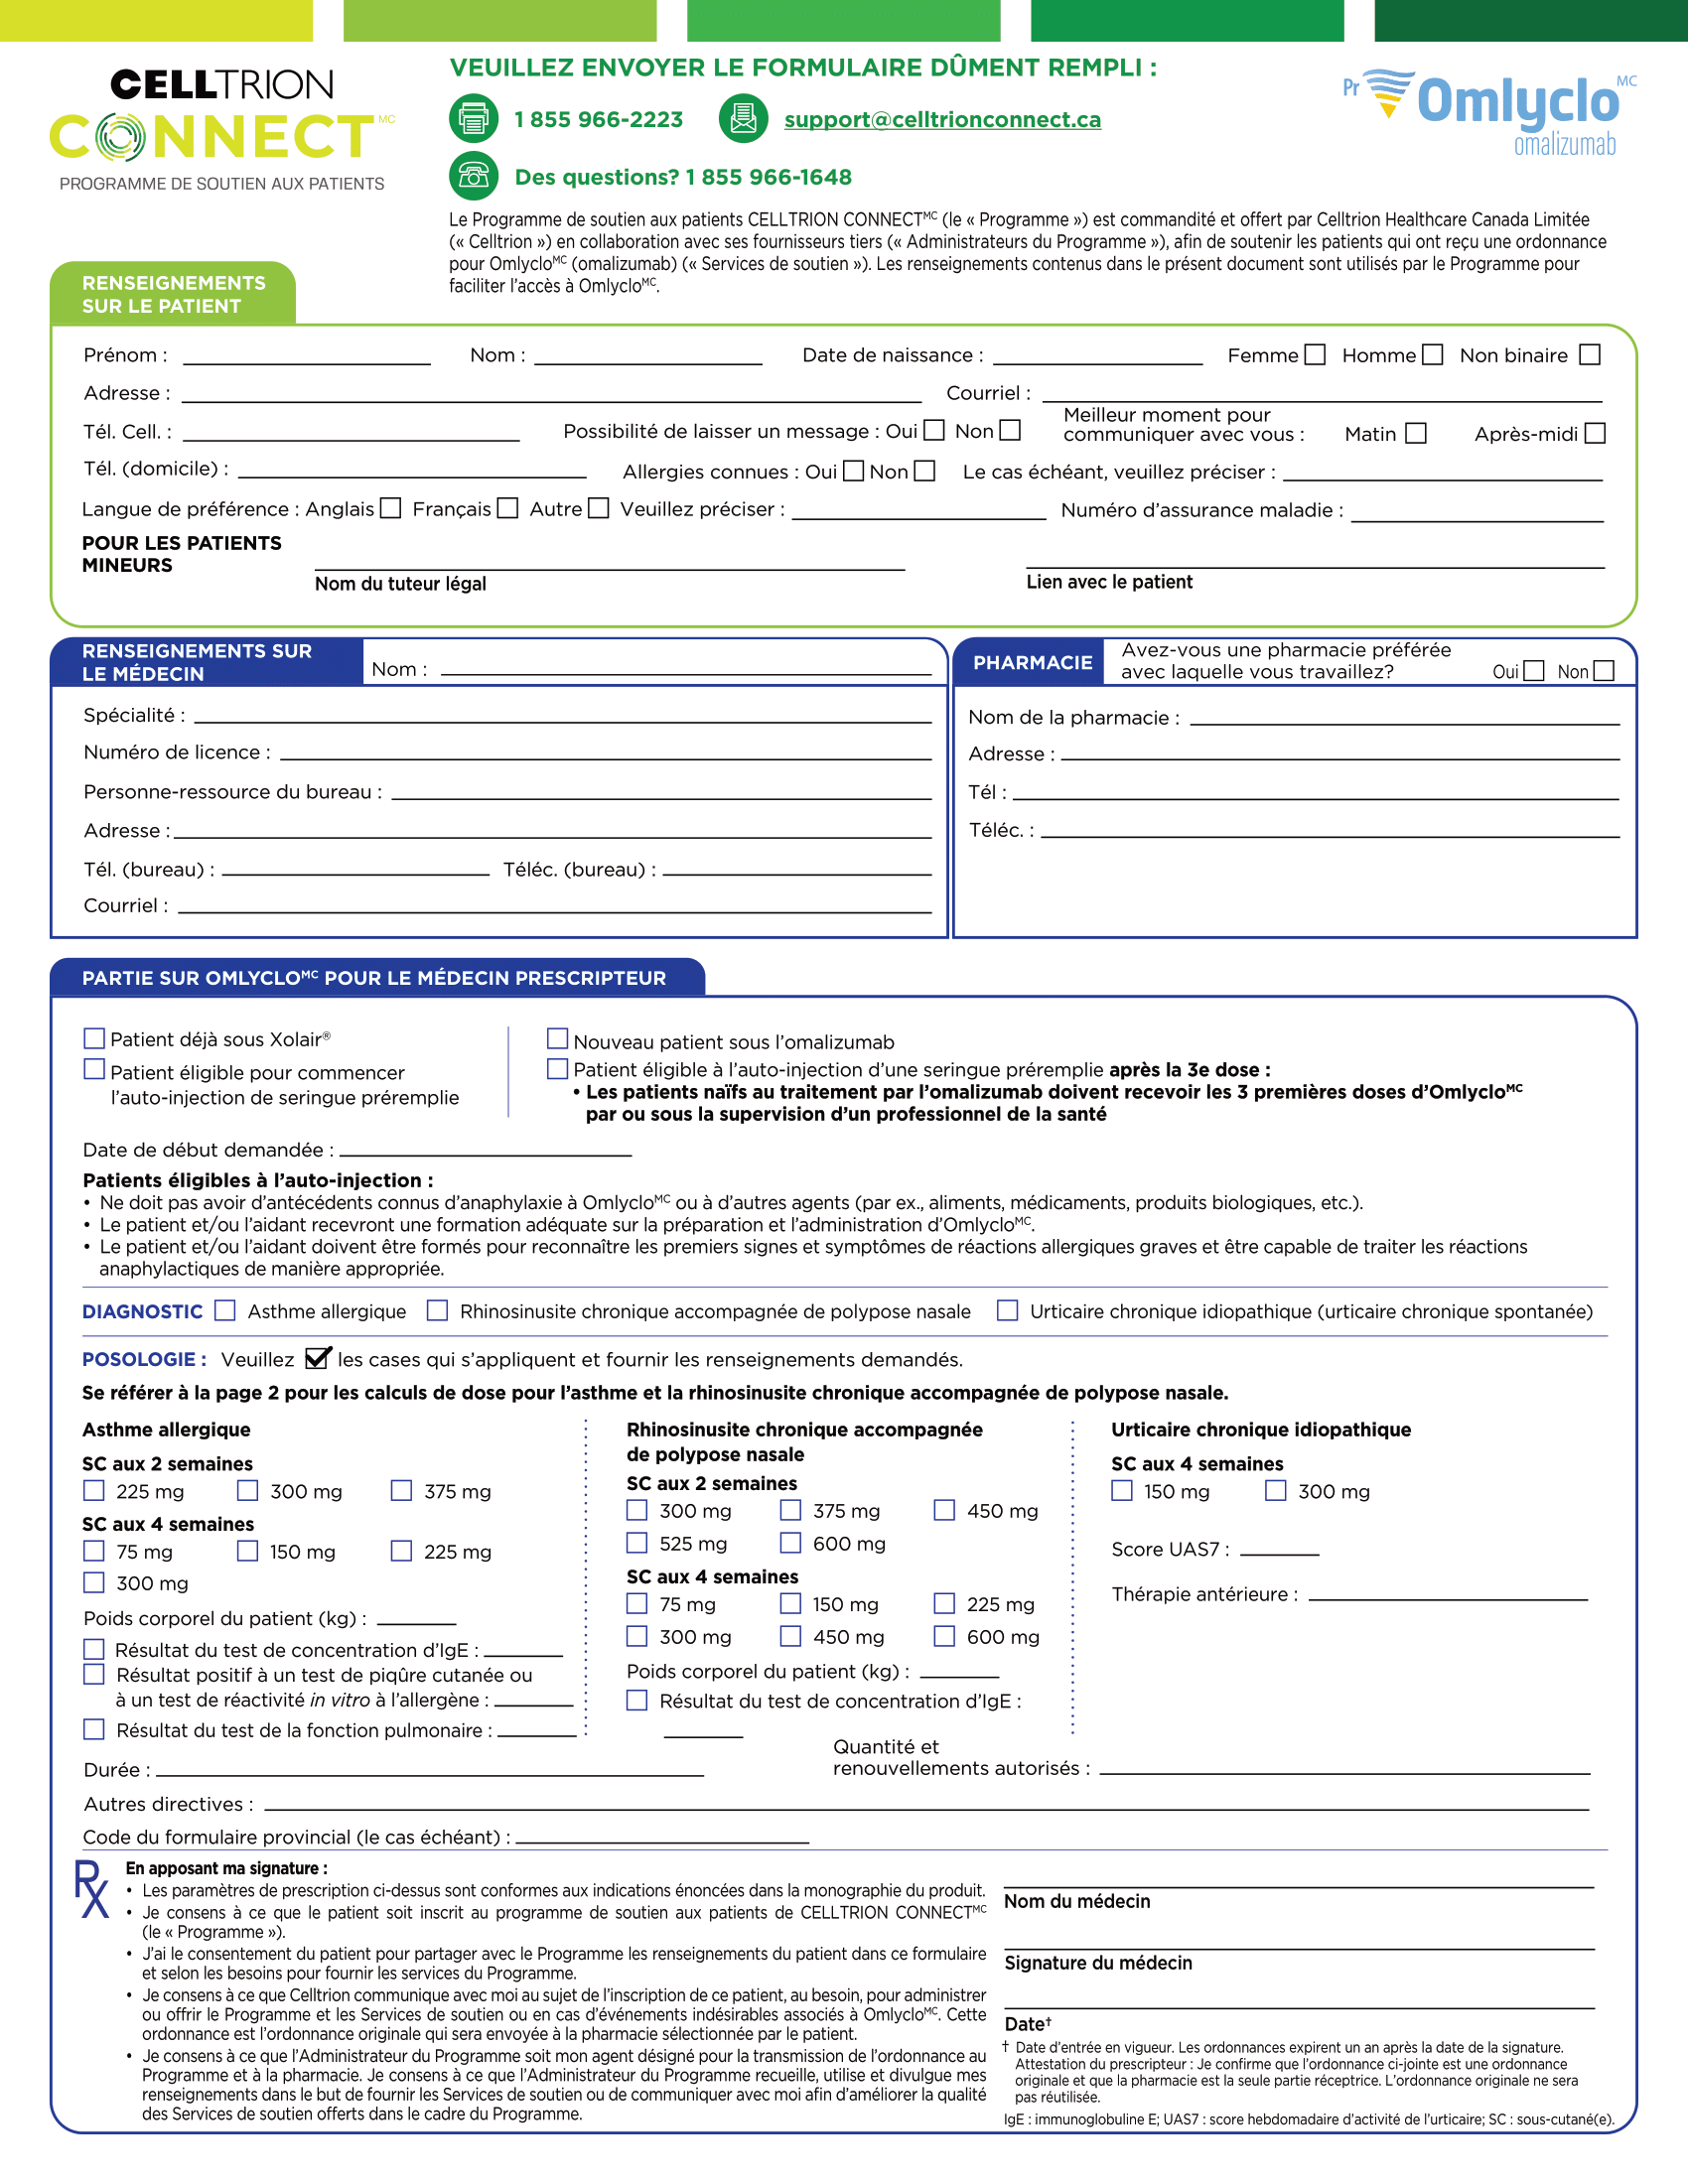 CELLTRION
CONNECT MC
PROGRAMME DE SOUTIEN AUX PATIENTS
VEUILLEZ ENVOYER LE FORMULAIRE DÛMENT REMPLI :
1 855 966-2223
support@celltrionconnect.ca
Des questions? 1 855 966-1648
Pr Omlyclo MC
omalizumab
Le Programme de soutien aux patients CELLTRION CONNECTMC (le « Programme ») est commandité et offert par Celltrion Healthcare Canada Limitée
(« Celltrion ») en collaboration avec ses fournisseurs tiers (« Administrateurs du Programme »), afin de soutenir les patients qui ont reçu une ordonnance
pour OmlycloMC (omalizumab) (« Services de soutien »). Les renseignements contenus dans le présent document sont utilisés par le Programme pour
faciliter l’accès à OmlycloMC.
RENSEIGNEMENTS
SUR LE PATIENT
Prénom : Nom : Date de naissance : Femme Homme Non binaire
Adresse : Courriel :
Tél. Cell. : Possibilité de laisser un message : Oui Non Meilleur moment pour
communiquer avec vous : Matin Après-midi
Tél. (domicile) : Allergies connues : Oui Non Le cas échéant, veuillez préciser :
Langue de préférence : Anglais Français Autre Veuillez préciser : Numéro d’assurance maladie :
POUR LES PATIENTS
MINEURS
Nom du tuteur légal
Lien avec le patient
RENSEIGNEMENTS SUR
LE MÉDECIN
Nom :
Spécialité :
Numéro de licence :
Personne-ressource du bureau :
Adresse :
Tél. (bureau) : Téléc. (bureau) :
Courriel :
PHARMACIE
Avez-vous une pharmacie préférée
avec laquelle vous travaillez? Oui Non
Nom de la pharmacie :
Adresse :
Tél :
Téléc. :
PARTIE SUR OMLYCLOMC POUR LE MÉDECIN PRESCRIPTEUR
Patient déjà sous Xolair®
Patient éligible pour commencer
l’auto-injection de seringue préremplie
Nouveau patient sous l’omalizumab
Patient éligible à l’auto-injection d’une seringue préremplie après la 3e dose :
• Les patients naïfs au traitement par l’omalizumab doivent recevoir les 3 premières doses d’OmlycloMC
par ou sous la supervision d’un professionnel de la santé
Date de début demandée :
Patients éligibles à l’auto-injection :
• Ne doit pas avoir d’antécédents connus d’anaphylaxie à OmlycloMC ou à d’autres agents (par ex., aliments, médicaments, produits biologiques, etc.).
• Le patient et/ou l’aidant recevront une formation adéquate sur la préparation et l’administration d’OmlycloMC.
• Le patient et/ou l’aidant doivent être formés pour reconnaître les premiers signes et symptômes de réactions allergiques graves et être capable de traiter les réactions
anaphylactiques de manière appropriée.
DIAGNOSTIC Asthme allergique Rhinosinusite chronique accompagnée de polypose nasale Urticaire chronique idiopathique (urticaire chronique spontanée)
POSOLOGIE : Veuillez les cases qui s’appliquent et fournir les renseignements demandés.
Se référer à la page 2 pour les calculs de dose pour l’asthme et la rhinosinusite chronique accompagnée de polypose nasale.
Asthme allergique
SC aux 2 semaines
225 mg 300 mg 375 mg
SC aux 4 semaines
75 mg 150 mg 225 mg
300 mg
Poids corporel du patient (kg) :
Résultat du test de concentration d’IgE :
Résultat positif à un test de piqûre cutanée ou
à un test de réactivité in vitro à l’allergène :
Résultat du test de la fonction pulmonaire :
Rhinosinusite chronique accompagnée
de polypose nasale
SC aux 2 semaines
300 mg 375 mg 450 mg
525 mg 600 mg
SC aux 4 semaines
75 mg 150 mg 225 mg
300 mg 450 mg 600 mg
Poids corporel du patient (kg) :
Résultat du test de concentration d’IgE :
Urticaire chronique idiopathique
SC aux 4 semaines
150 mg 300 mg
Score UAS7 :
Thérapie antérieure :
Durée :
Quantité et
renouvellements autorisés :
Autres directives :
Code du formulaire provincial (le cas échéant) :
Rx
En apposant ma signature :
• Les paramètres de prescription ci-dessus sont conformes aux indications énoncées dans la monographie du produit.
• Je consens à ce que le patient soit inscrit au programme de soutien aux patients de CELLTRION CONNECTMC
(le « Programme »).
• J’ai le consentement du patient pour partager avec le Programme les renseignements du patient dans ce formulaire
et selon les besoins pour fournir les services du Programme.
• Je consens à ce que Celltrion communique avec moi au sujet de l’inscription de ce patient, au besoin, pour administrer
ou offrir le Programme et les Services de soutien ou en cas d’événements indésirables associés à OmlycloMC. Cette
ordonnance est l’ordonnance originale qui sera envoyée à la pharmacie sélectionnée par le patient.
• Je consens à ce que l’Administrateur du Programme soit mon agent désigné pour la transmission de l’ordonnance au
Programme et à la pharmacie. Je consens à ce que l’Administrateur du Programme recueille, utilise et divulgue mes
renseignements dans le but de fournir les Services de soutien ou de communiquer avec moi afin d’améliorer la qualité
des Services de soutien offerts dans le cadre du Programme.
Nom du médecin
Signature du médecin
Date†
† Date d’entrée en vigueur. Les ordonnances expirent un an après la date de la signature.
Attestation du prescripteur : Je confirme que l’ordonnance ci-jointe est une ordonnance
originale et que la pharmacie est la seule partie réceptrice. L’ordonnance originale ne sera
pas réutilisée.
IgE : immunoglobuline E; UAS7 : score hebdomadaire d’activité de l’urticaire; SC : sous-cutané(e).